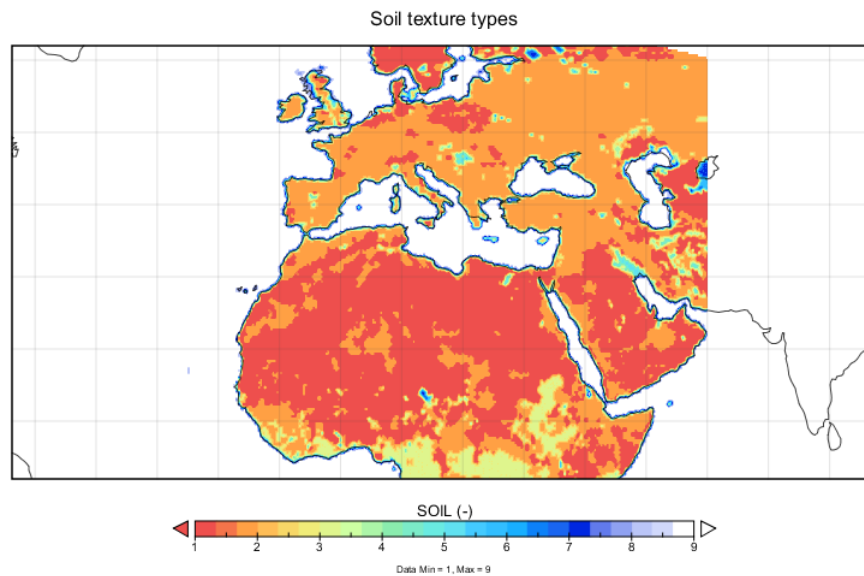 Soil texture types
SOIL (-)
1 2 3 4 5 6 7 8 9
Data Min = 1, Max = 9